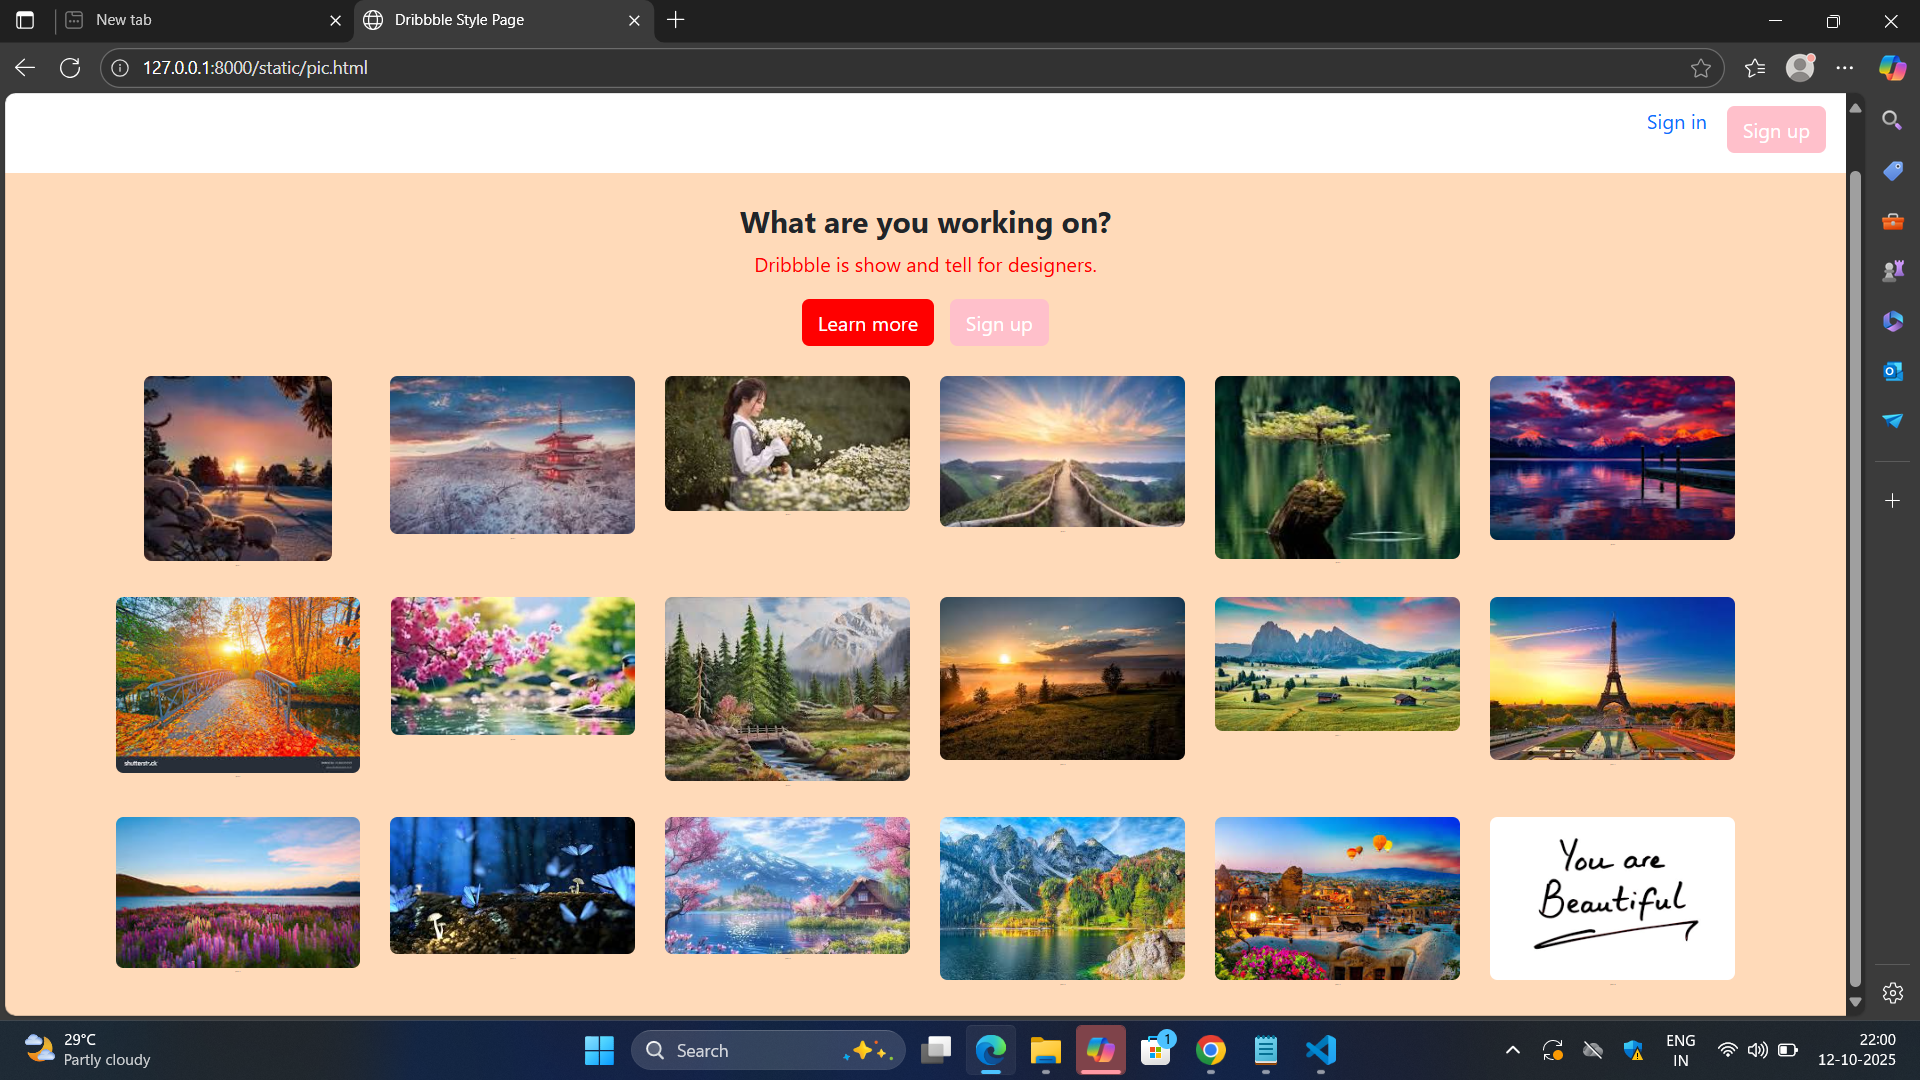 New tab
Dribbble Style Page
127.0.0.1:8000/static/pic.html
Sign in
Sign up
What are you working on?
Dribbble is show and tell for designers.
Learn more
Sign up
shutterstock
You are
Beautiful
29°C
Partly cloudy
Search
1
ENG
IN
22:00
12-10-2025